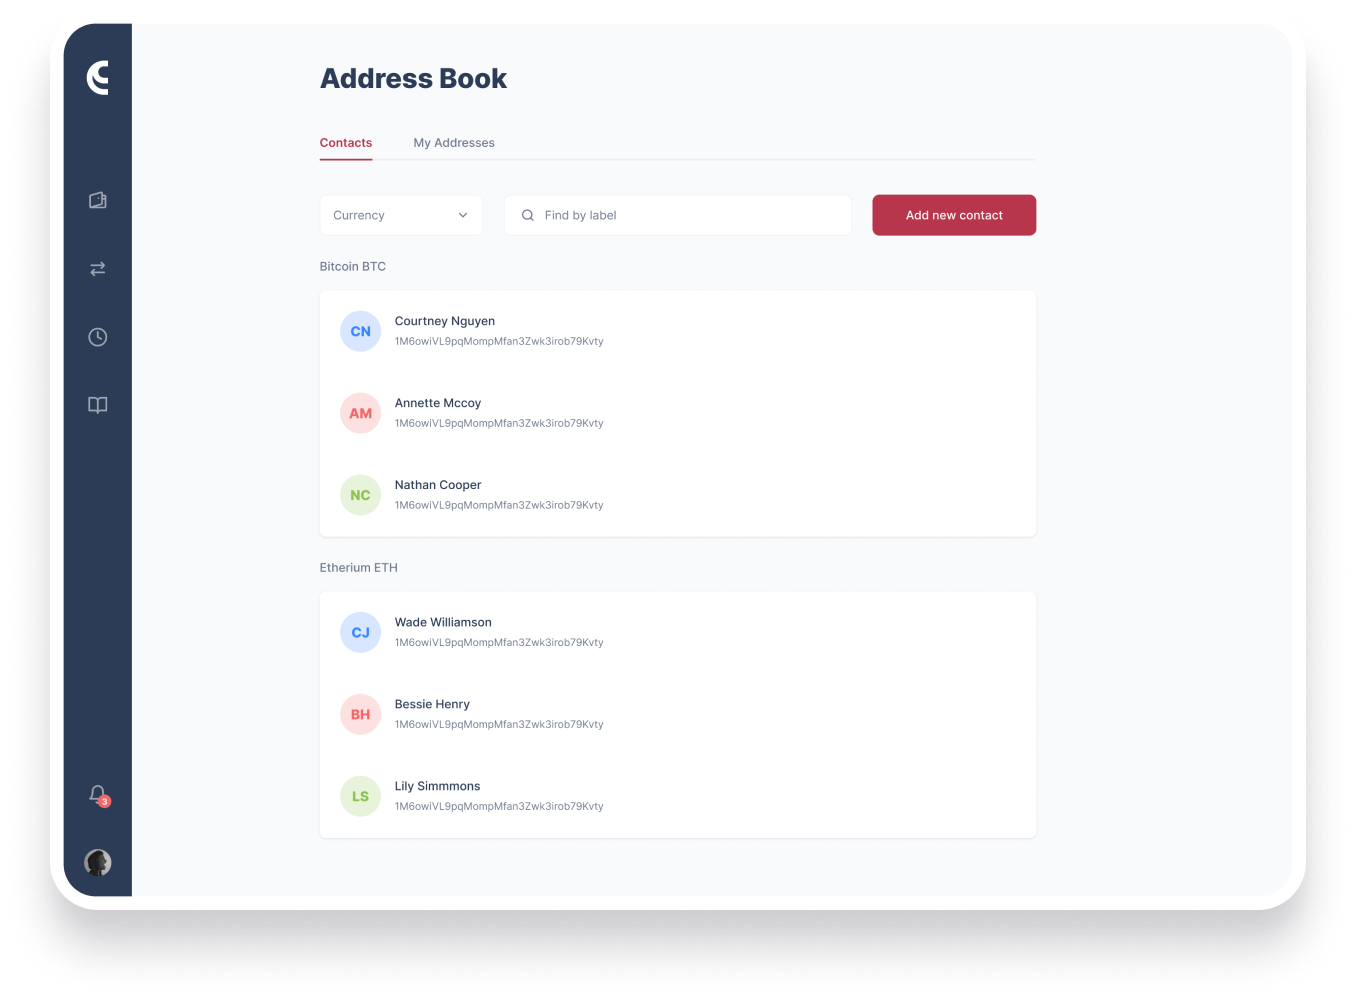 Address Book
Contacts
My Addresses
Currency
Find by label
Add new contact
Bitcoin BTC
CN
Courtney Nguyen
1M6owiVL9pqMompMfan3Zwk3irob79Kvty
AM
Annette Mccoy
1M6owiVL9pqMompMfan3Zwk3irob79Kvty
NC
Nathan Cooper
1M6owiVL9pqMompMfan3Zwk3irob79Kvty
Etherium ETH
CJ
Wade Williamson
1M6owiVL9pqMompMfan3Zwk3irob79Kvty
BH
Bessie Henry
1M6owiVL9pqMompMfan3Zwk3irob79Kvty
LS
Lily Simmmons
1M6owiVL9pqMompMfan3Zwk3irob79Kvty
3